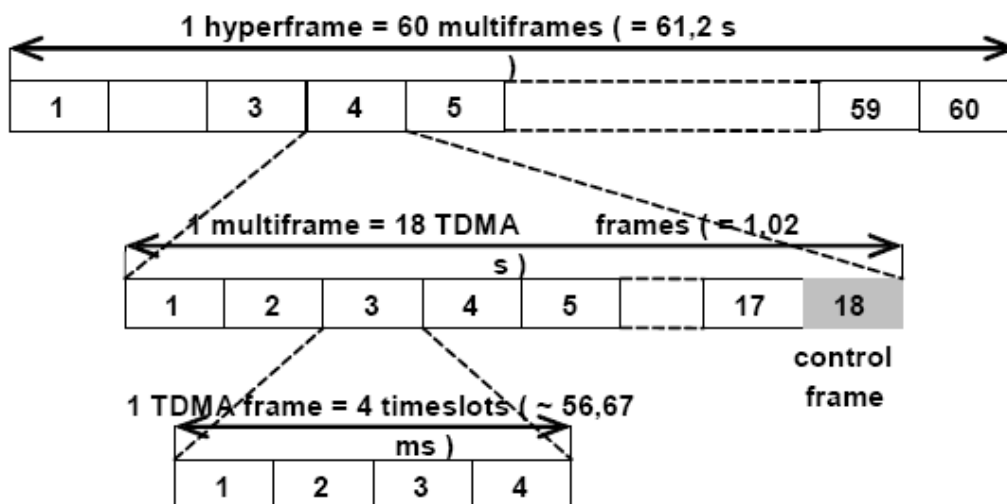 1 hyperframe = 60 multiframes ( = 61,2 s
)
1 3 4 5 59 60
1 multiframe = 18 TDMA frames ( = 1,02
s )
1 2 3 4 5 17 18
control
frame
1 TDMA frame = 4 timeslots ( ~ 56,67
ms )
1 2 3 4